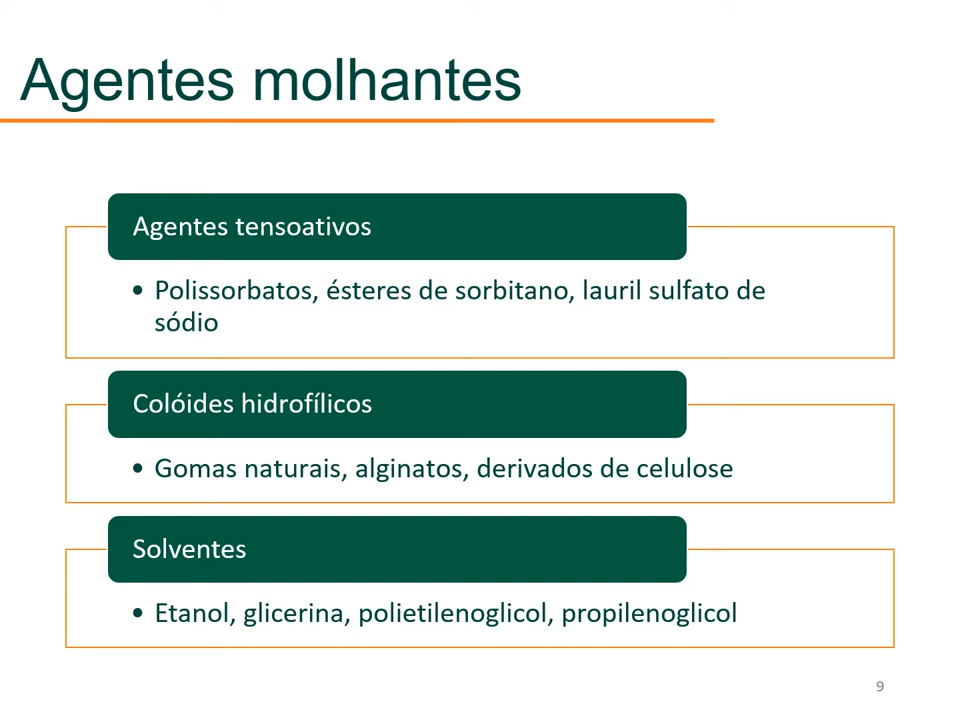 Agentes molhantes
Agentes tensoativos
• Polissorbatos, ésteres de sorbitano, lauril sulfato de
sódio
Colóides hidrofílicos
• Gomas naturais, alginatos, derivados de celulose
Solventes
• Etanol, glicerina, polietilenoglicol, propilenoglicol
9